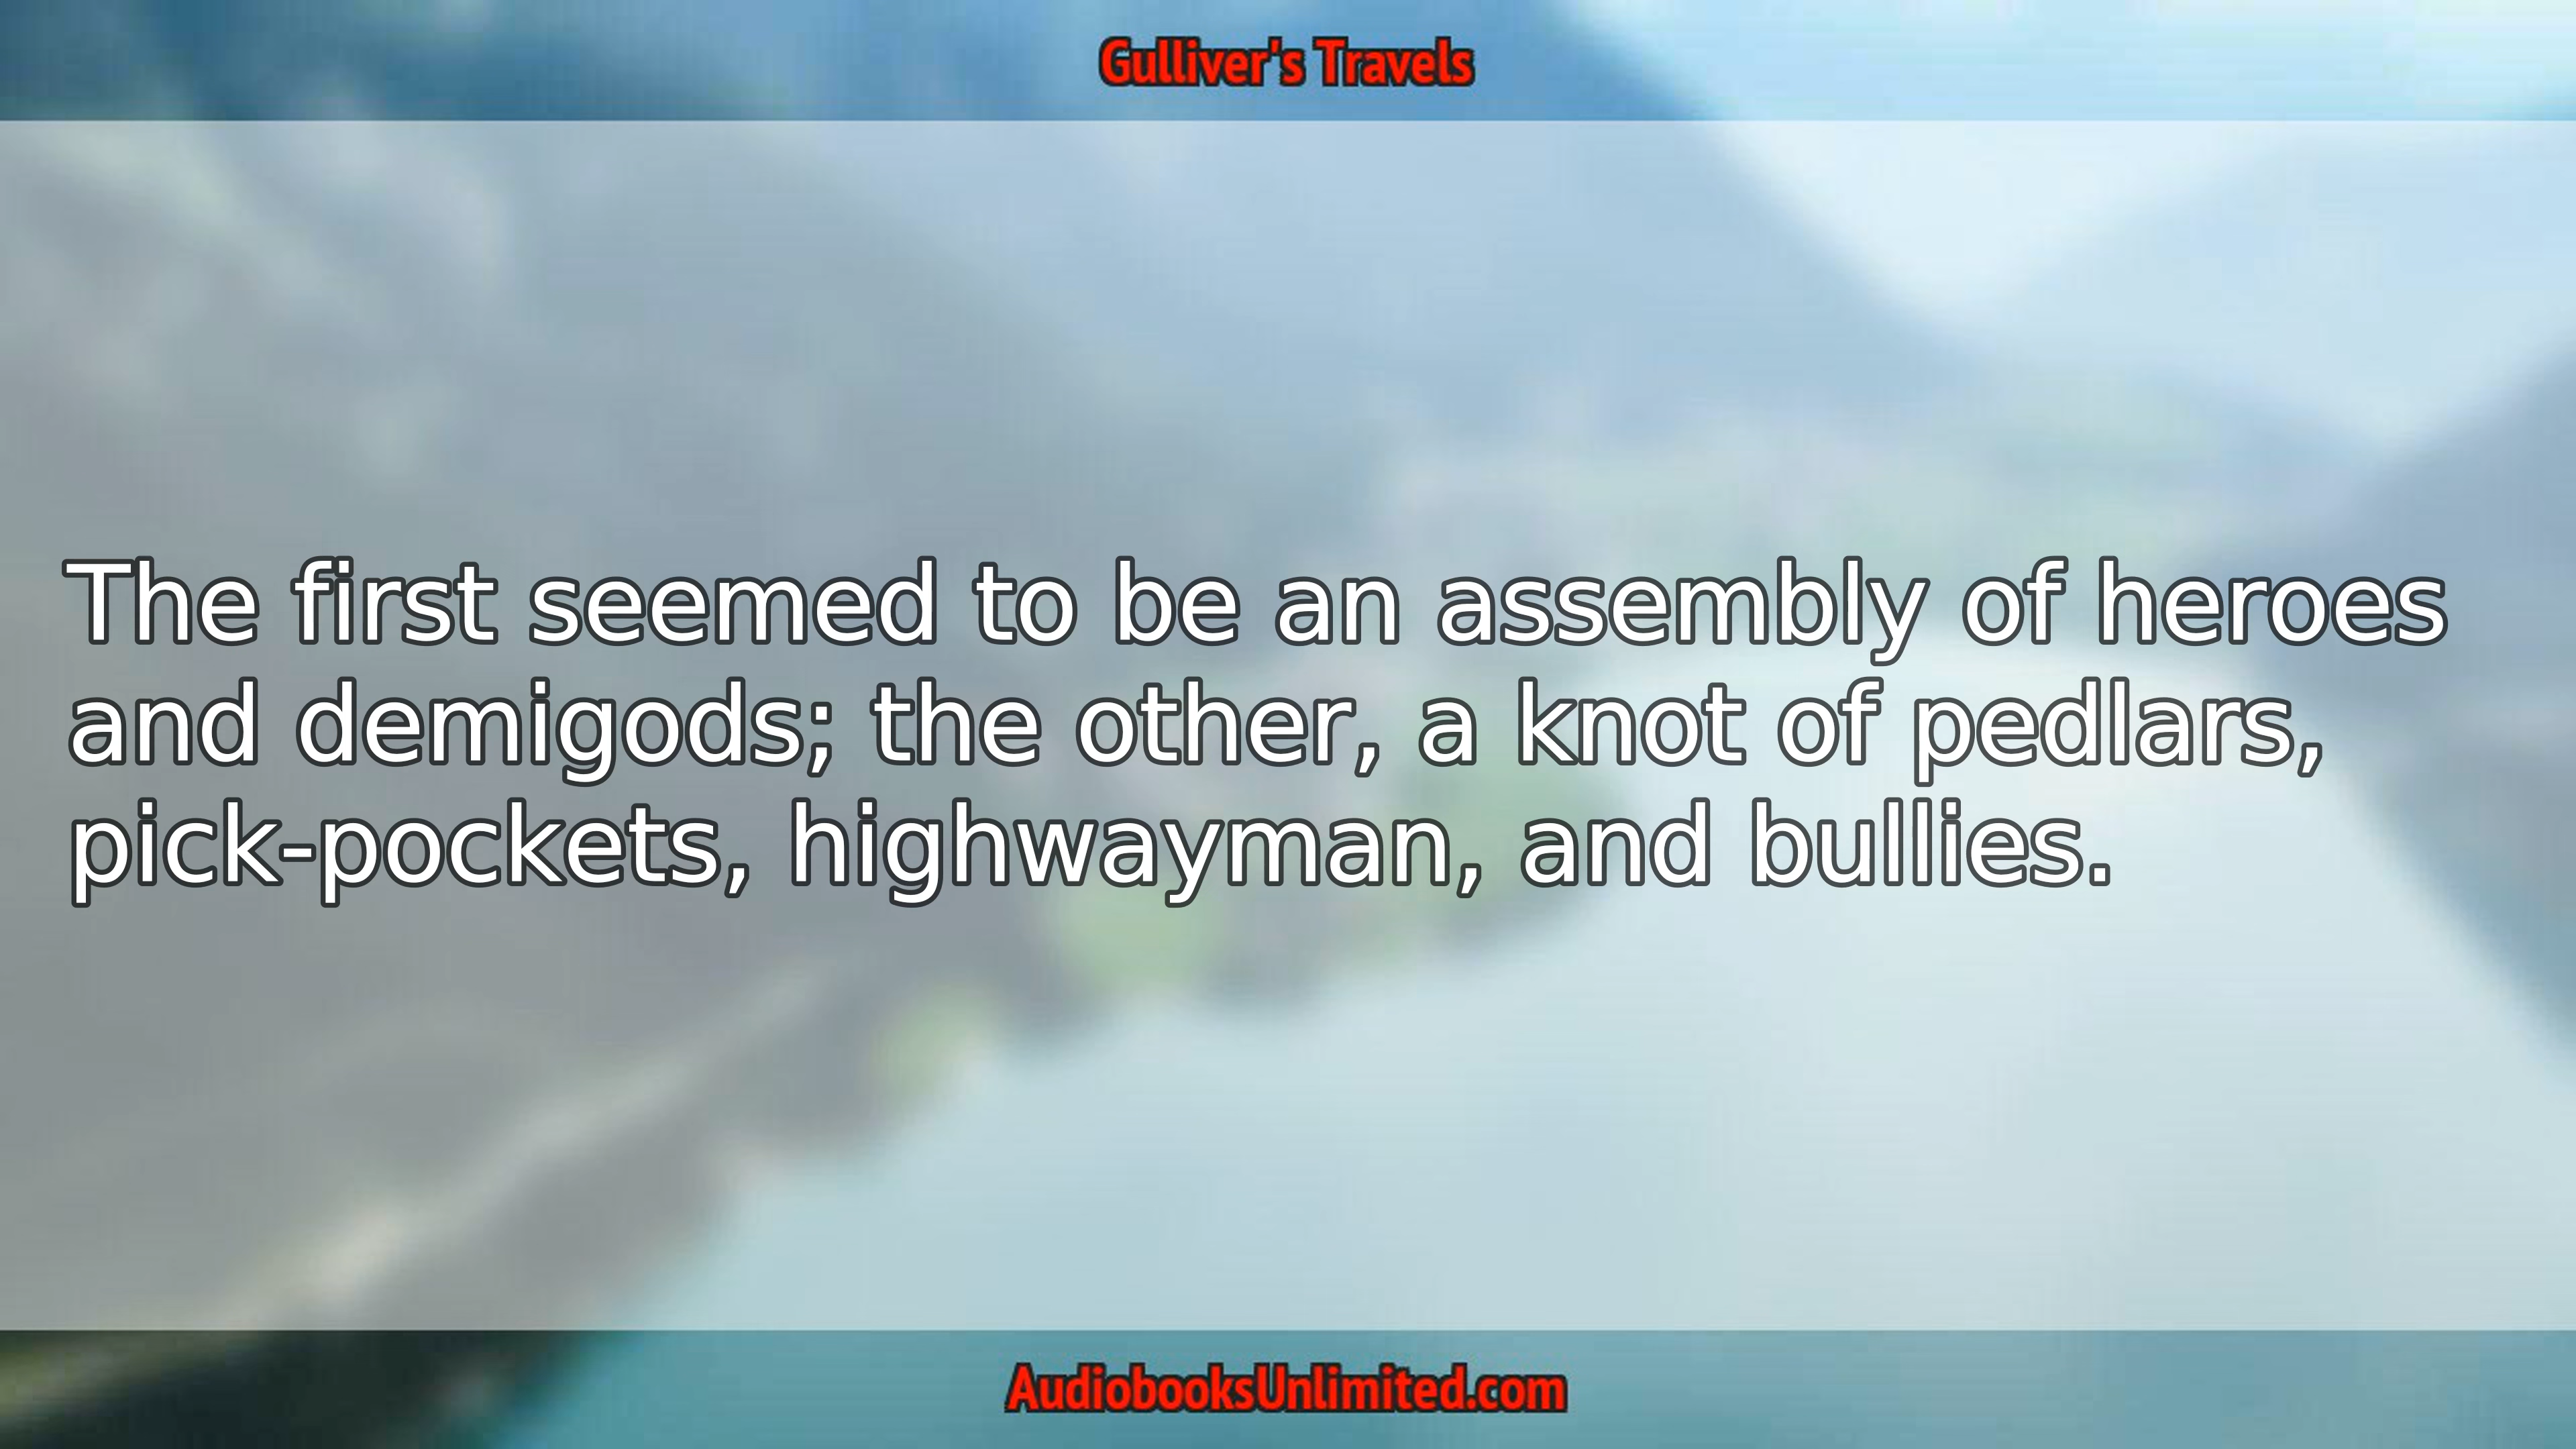 Gulliver's Travels
The first seemed to be an assembly of heroes
and demigods; the other, a knot of pedlars,
pick-pockets, highwayman, and bullies.
AudiobooksUnlimited.com